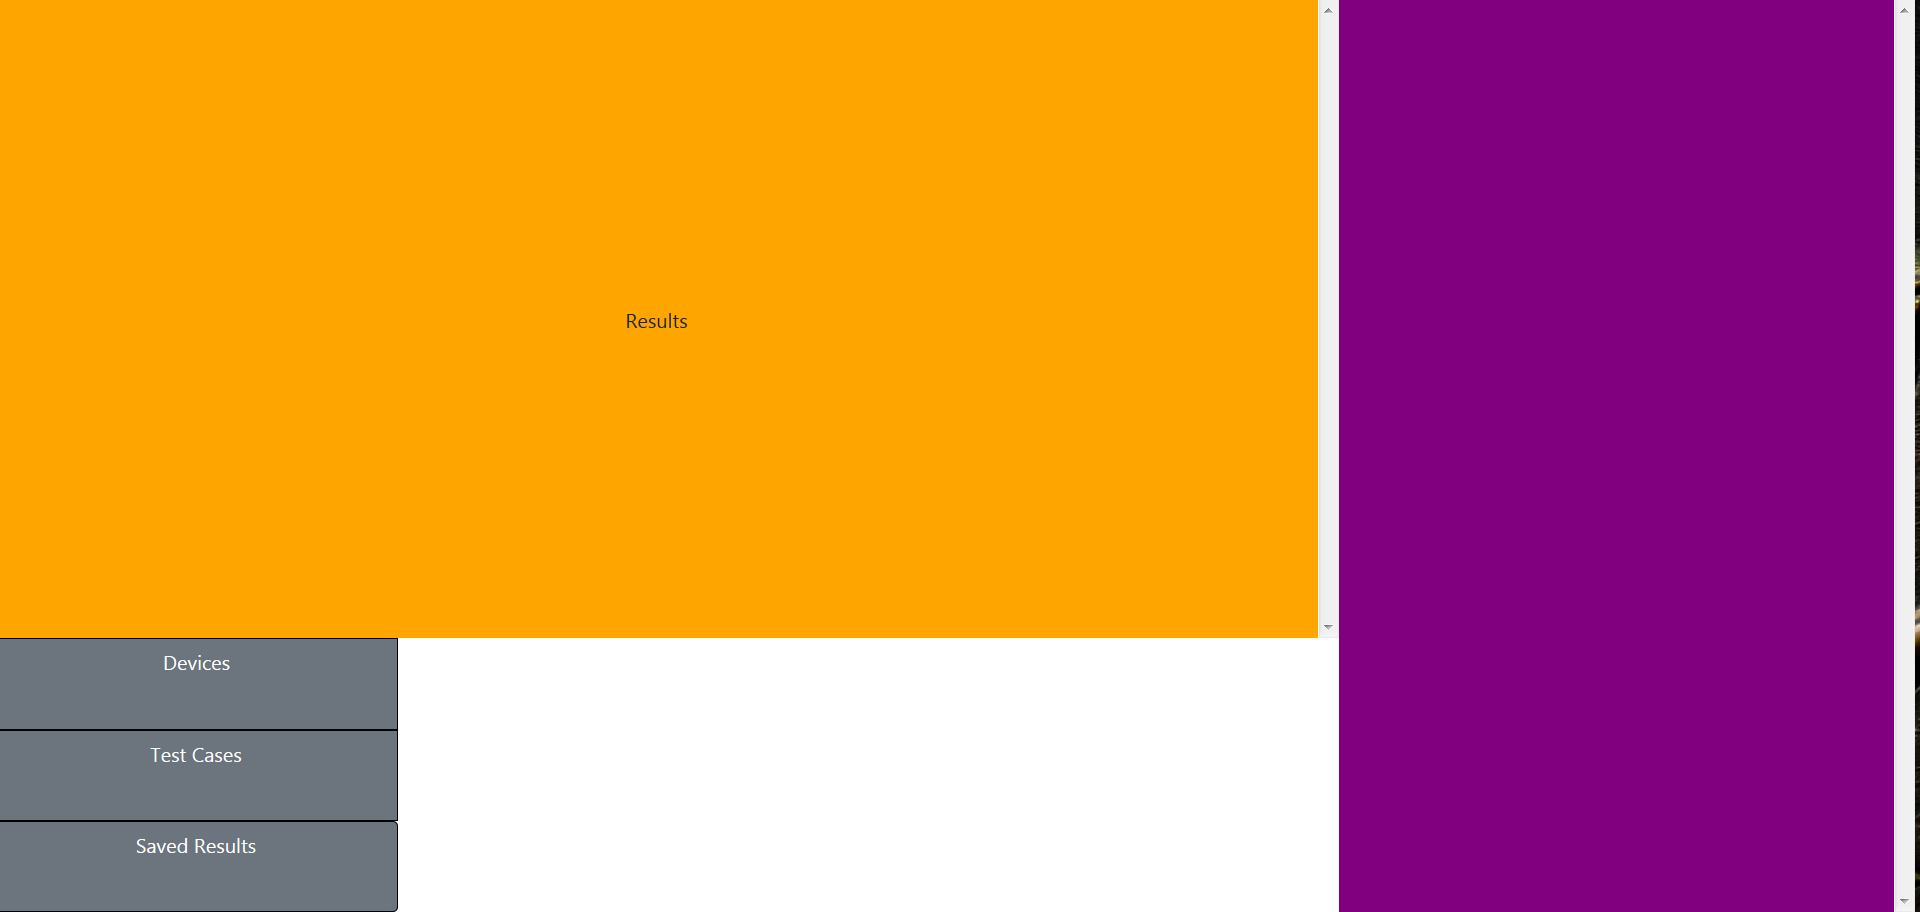 Results
Devices
Test Cases
Saved Results